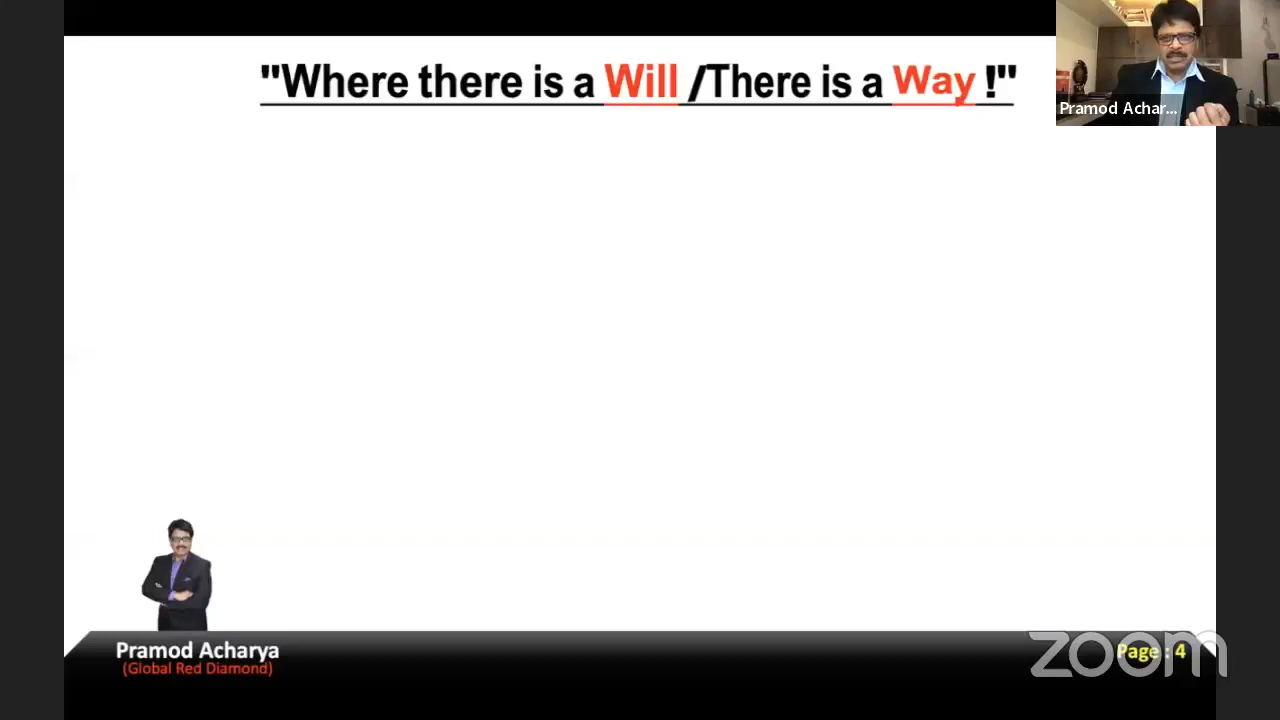 "Where there is a Will /There is a Way !"
Pramod Achar...
Pramod Acharya
(Global Red Diamond)
Page : 4
zoom